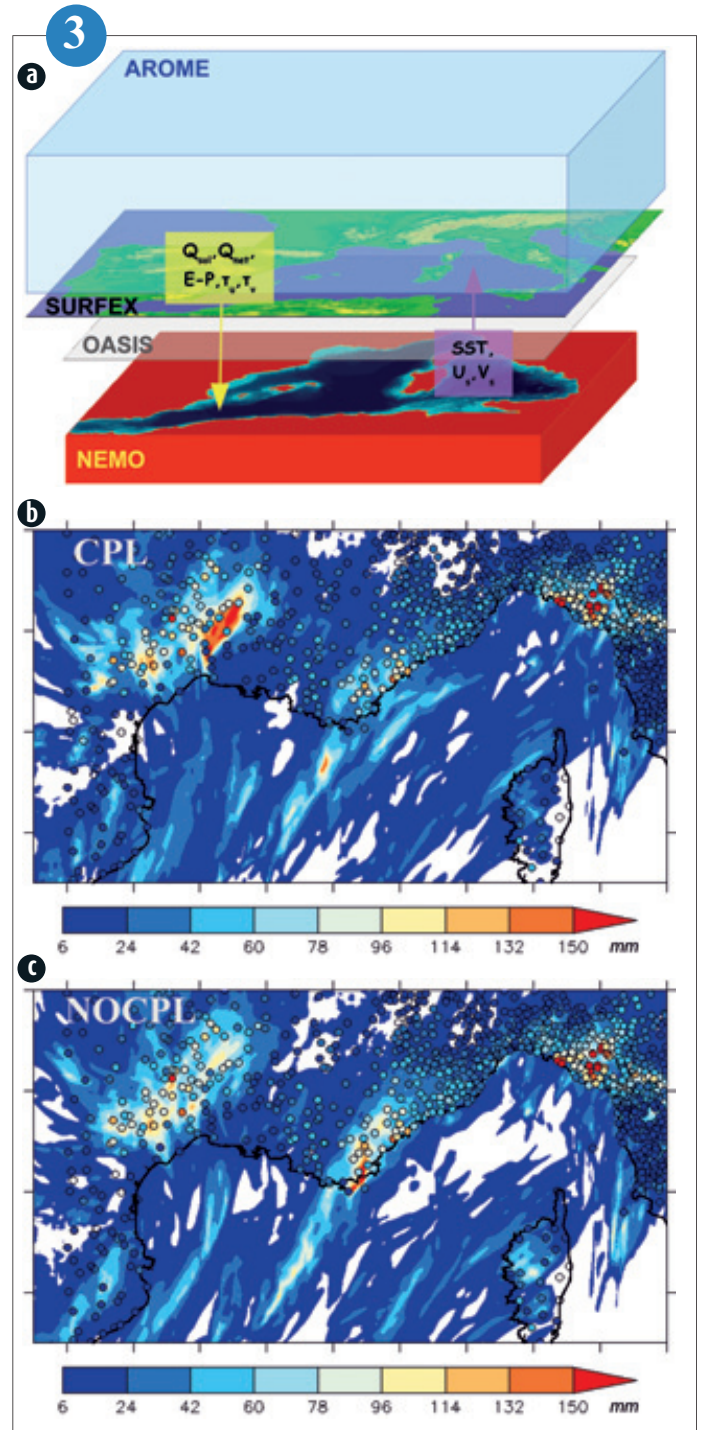 3
a
AROME
Qsol, Qnet,
E-P, τu, τv
SURFEX
OASIS
SST,
Us, Vs
NEMO
b
CPL
6 24 42 60 78 96 114 132 150 mm
c
NOCPL
6 24 42 60 78 96 114 132 150 mm